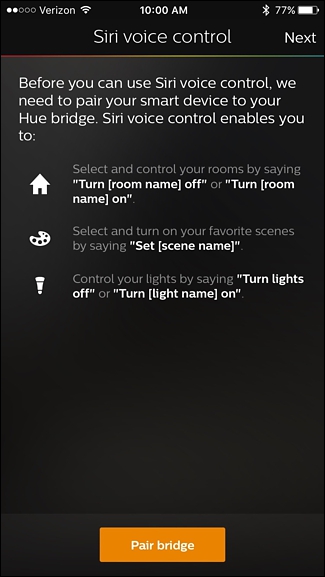 ●●○○○ Verizon 10:00 AM 77%
Siri voice control Next
Before you can use Siri voice control, we
need to pair your smart device to your
Hue bridge. Siri voice control enables you
to:
Select and control your rooms by saying
"Turn [room name] off" or "Turn [room
name] on".
Select and turn on your favorite scenes
by saying "Set [scene name]".
Control your lights by saying "Turn lights
off" or "Turn [light name] on".
Pair bridge